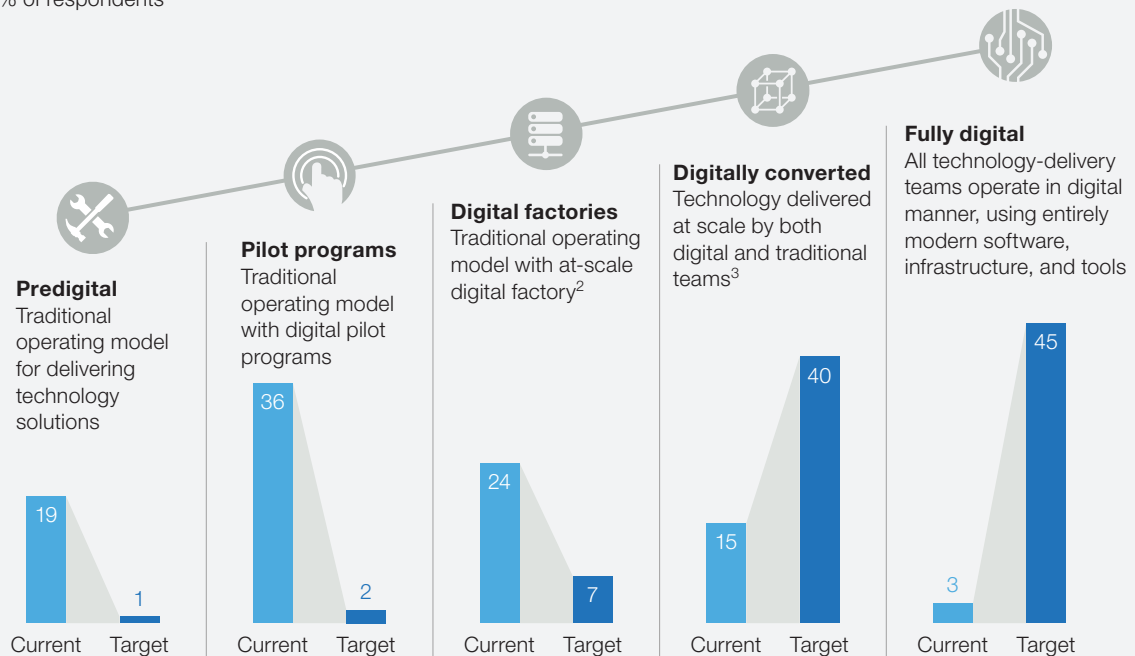 % of respondents
Predigital
Traditional
operating model
for delivering
technology
solutions
19
1
Current Target
Pilot programs
Traditional
operating model
with digital pilot
programs
36
2
Current Target
Digital factories
Traditional operating
model with at-scale
digital factory2
24
7
Current Target
Digitally converted
Technology delivered
at scale by both
digital and traditional
teams3
15
40
Current Target
Fully digital
All technology-delivery
teams operate in digital
manner, using entirely
modern software,
infrastructure, and tools
3
45
Current Target